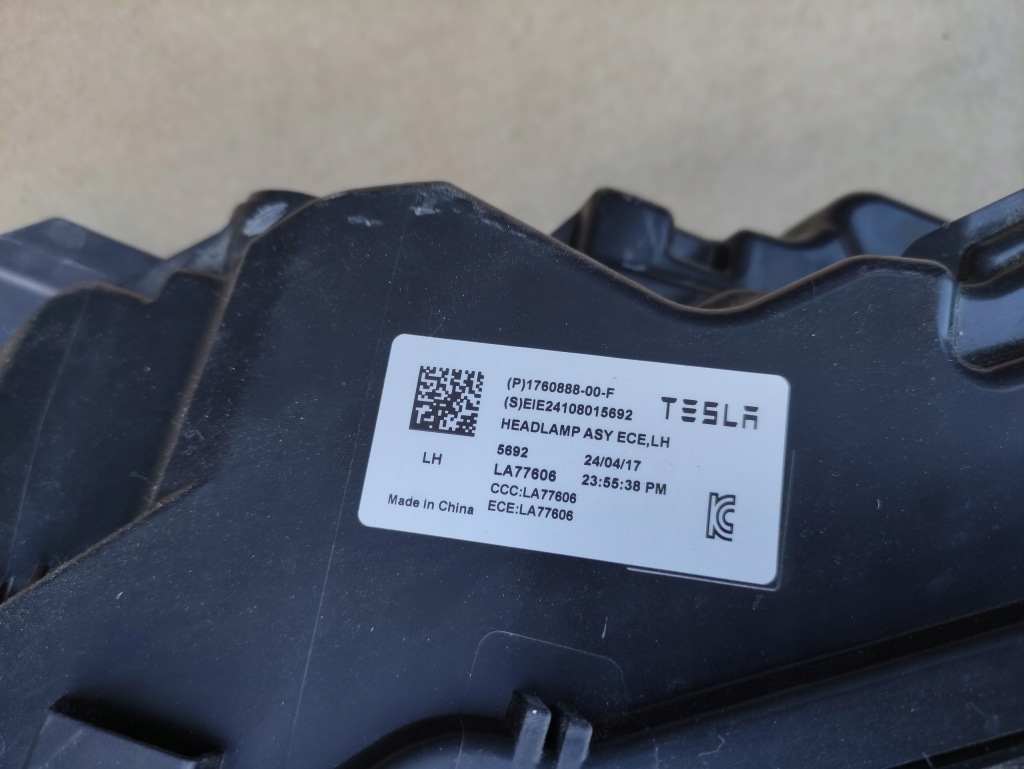 (P)1760888-00-F
(S)EIE24108015692
TESLA
HEADLAMP ASY ECE,LH
5692 24/04/17
LH
LA77606 23:55:38 PM
CCC:LA77606
Made in China
ECE:LA77606
KC